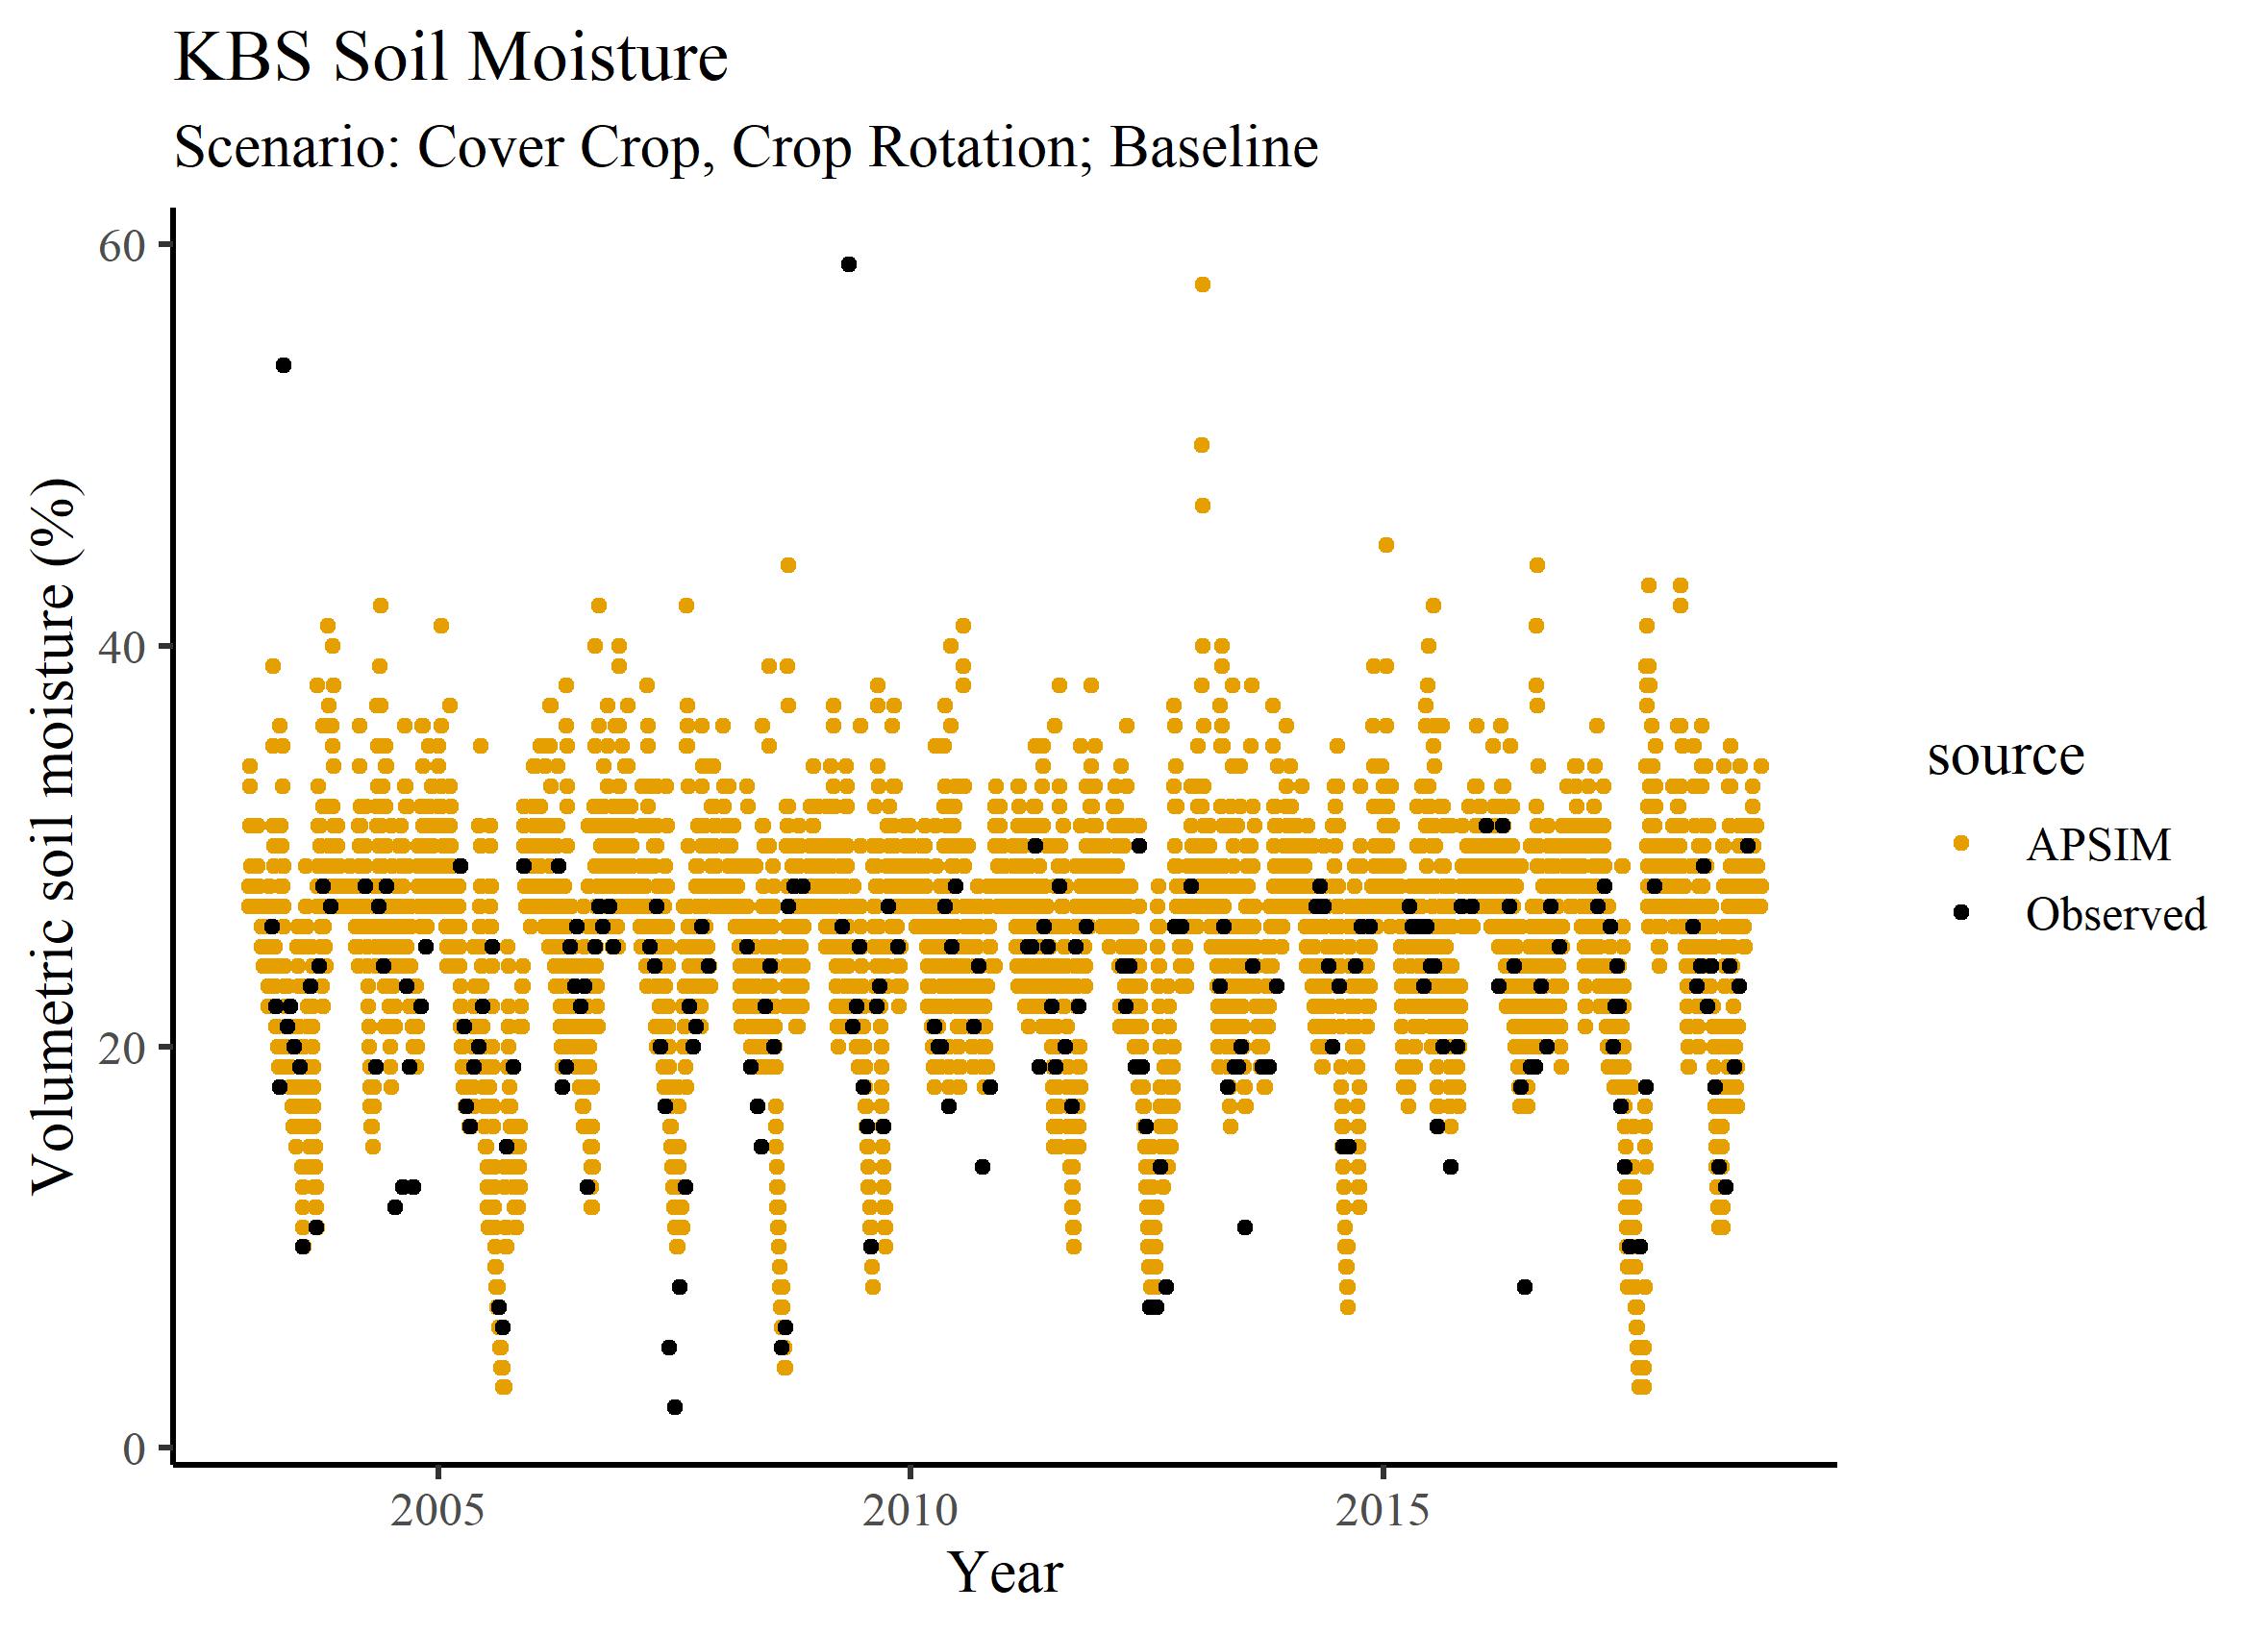 KBS Soil Moisture
Scenario: Cover Crop, Crop Rotation; Baseline
Volumetric soil moisture (%)
60
40
20
0
2005
2010
2015
Year
source
APSIM
Observed